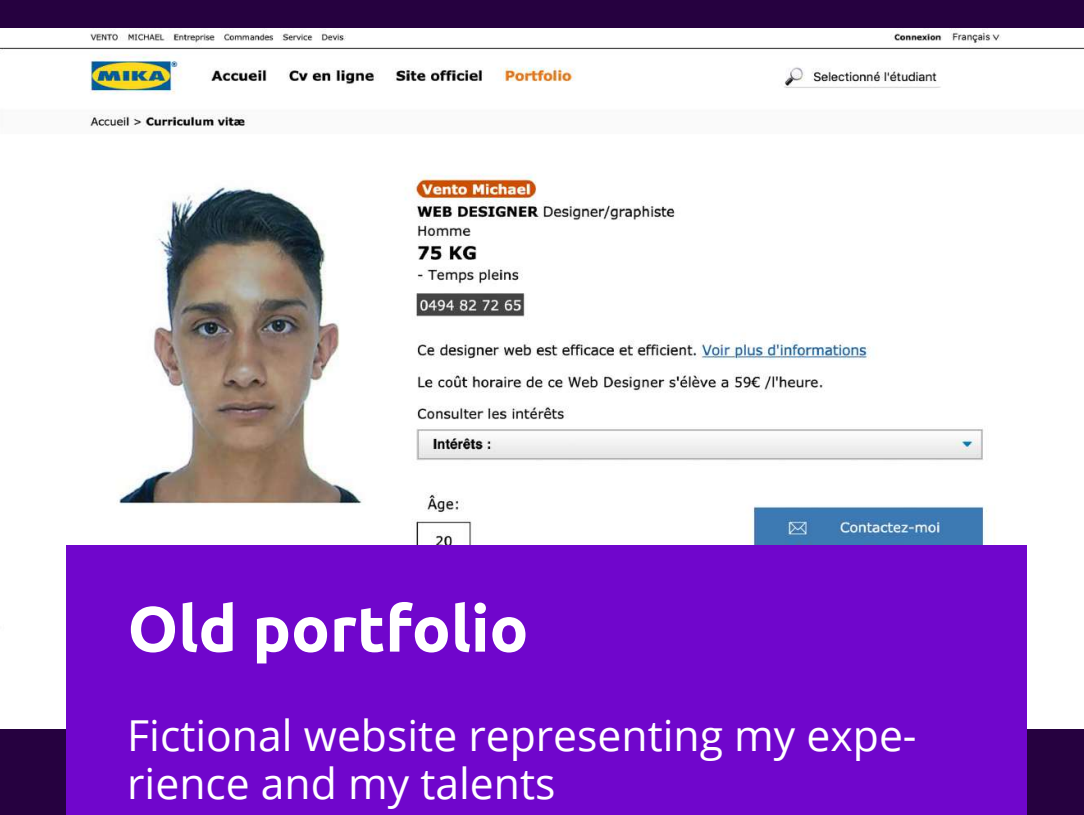 VENTO MICHAEL Entreprise Commandes Service Devis Connexion Français V
MIKA Accueil Cv en ligne Site officiel Portfolio Selectionné l'étudiant
Accueil > Curriculum vitæ
Vento Michael
WEB DESIGNER Designer/graphiste
Homme
75 KG
- Temps pleins
0494 82 72 65
Ce designer web est efficace et efficient. Voir plus d'informations
Le coût horaire de ce Web Designer s'élève a 59€ /l'heure.
Consulter les intérêts
Intérêts :
Âge:
20
Contactez-moi
Old portfolio
Fictional website representing my expe-
rience and my talents